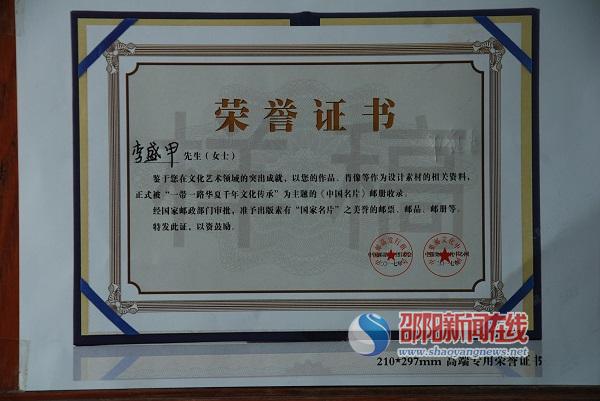 荣誉证书
李盛甲 先生（女士）
鉴于您在文化艺术领域的突出成就，以您的作品、肖像等作为设计素材的相关资料，
正式被“一带一路华夏千年文化传承”为主题的《中国名片》邮册收录。
经国家邮政部门审批，准予出版素有“国家名片”之美誉的邮票、邮品、邮册等。
特发此证，以资鼓励。
邵阳新闻在线
www.shaoyangnews.net
210*297mm 高端专用荣誉证书